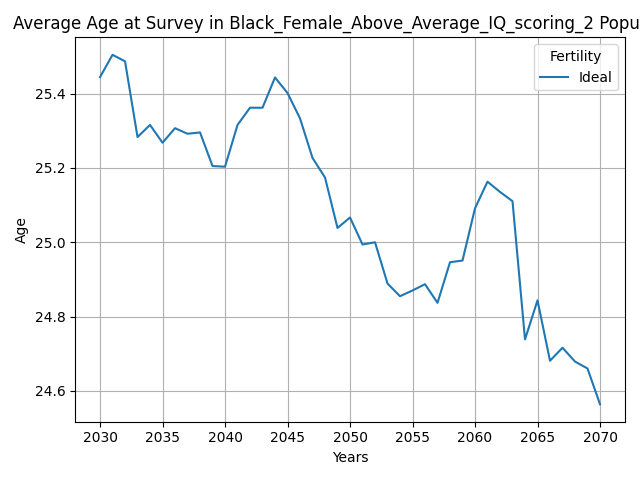 Average Age at Survey in Black_Female_Above_Average_IQ_scoring_2 Popu
Fertility
Ideal
25.4
25.2
25.0
24.8
24.6
Age
2030 2035 2040 2045 2050 2055 2060 2065 2070
Years